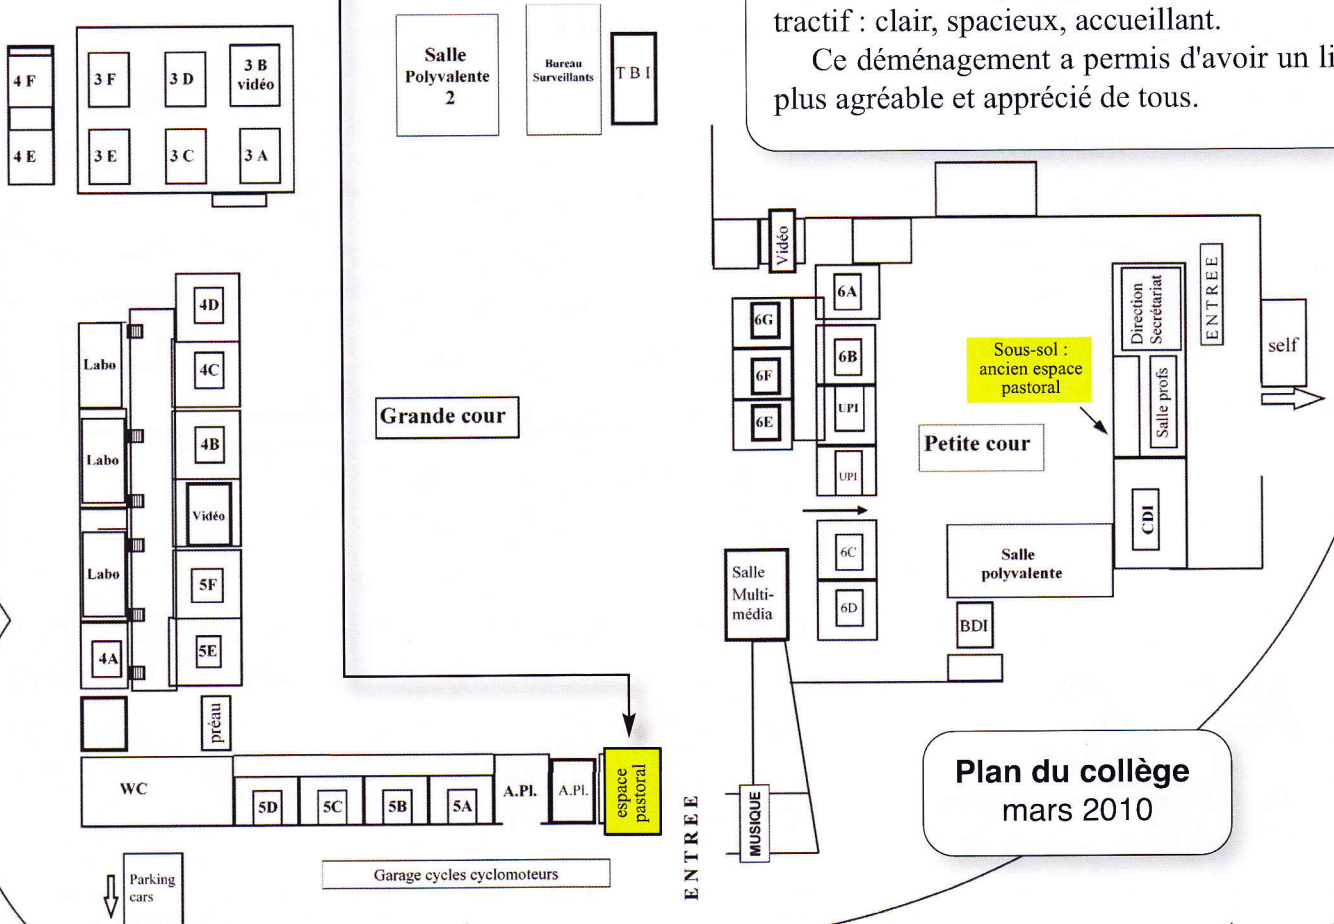 tractif : clair, spacieux, accueillant.
Ce déménagement a permis d'avoir un
plus agréable et apprécié de tous.
4 F
4 E
3 F
3 D
3 B
vidéo
3 E
3 C
3 A
Salle
Polyvalente
2
Bureau
Surveillants
T B I
Labo
Labo
Labo
4A
4D
4C
4B
Vidéo
5F
5E
préau
WC
5D
5C
5B
5A
A.Pl.
A.Pl.
espace
pastoral
Parking
cars
Garage cycles cyclomoteurs
Grande cour
Vidéo
6G
6F
6E
6A
6B
UPI
UPI
6C
6D
Salle
Multi-
média
MUSIQUE
ENTREE
Petite cour
Sous-sol :
ancien espace
pastoral
Direction
Secrétariat
Salle profs
CDI
ENTREE
self
Salle
polyvalente
BDI
Plan du collège
mars 2010